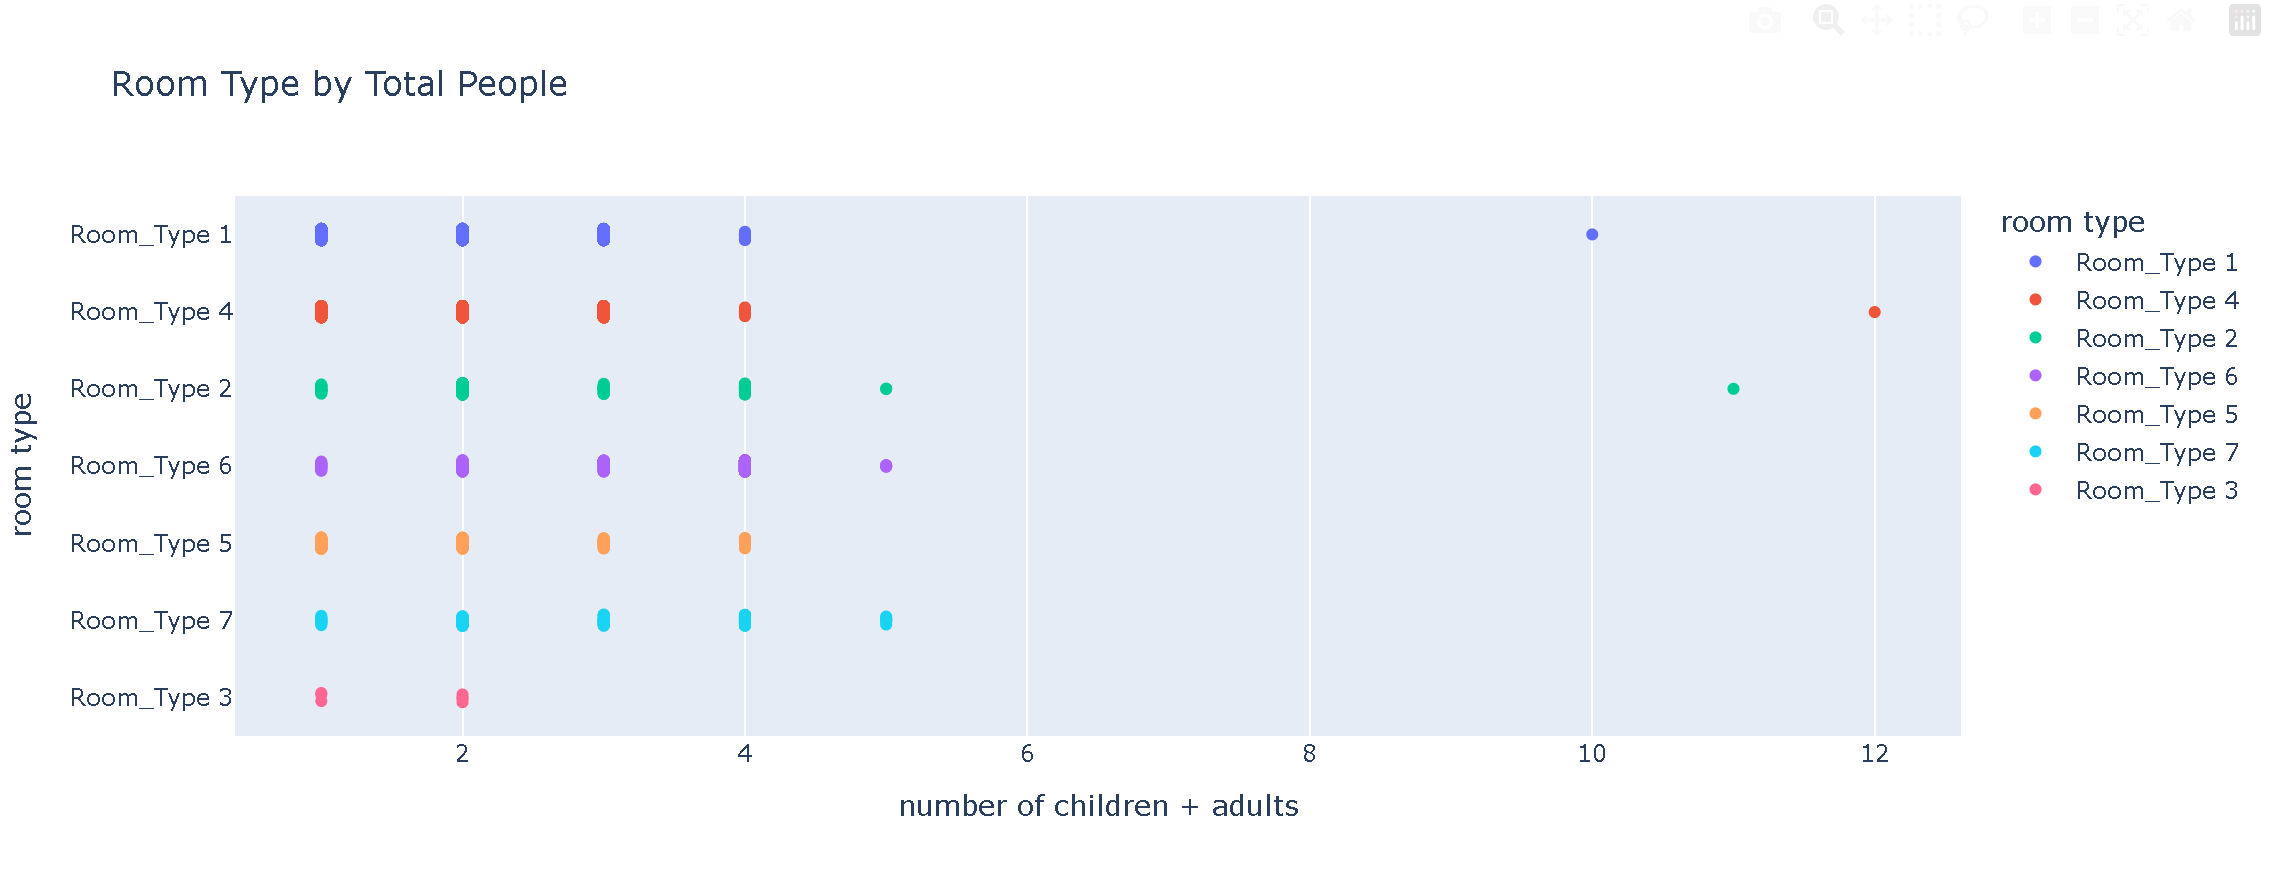 Room Type by Total People
room type
Room_Type 1
Room_Type 4
Room_Type 2
Room_Type 6
Room_Type 5
Room_Type 7
Room_Type 3
2 4 6 8 10 12
number of children + adults
room type
Room_Type 1
Room_Type 4
Room_Type 2
Room_Type 6
Room_Type 5
Room_Type 7
Room_Type 3